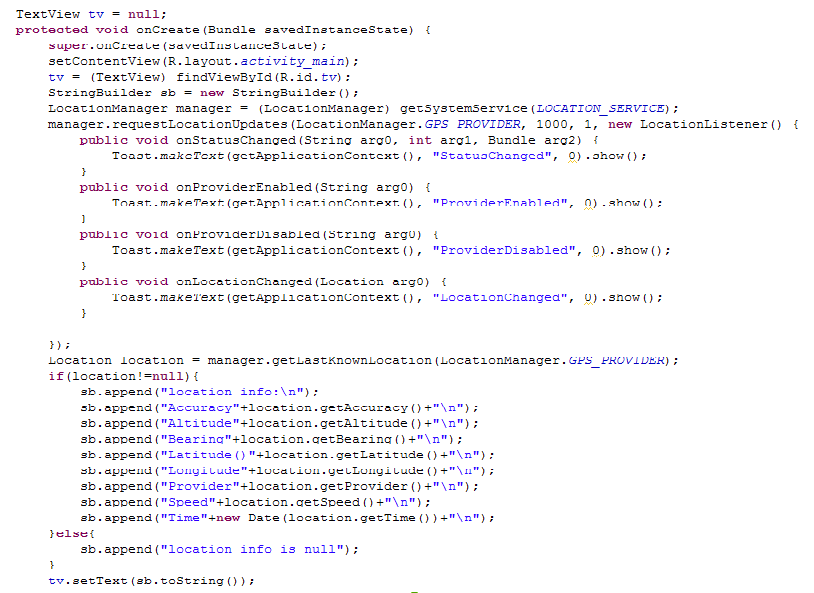 TextView tv = null;
protected void onCreate(Bundle savedInstanceState) {
super.onCreate(savedInstanceState);
setContentView(R.layout.activity_main);
tv = (TextView) findViewById(R.id.tv);
StringBuilder sb = new StringBuilder();
LocationManager manager = (LocationManager) getSystemService(LOCATION_SERVICE);
manager.requestLocationUpdates(LocationManager.GPS_PROVIDER, 1000, 1, new LocationListener() {
public void onStatusChanged(String arg0, int arg1, Bundle arg2) {
Toast.makeText(getApplicationContext(), "StatusChanged", 0).show();
}
public void onProviderEnabled(String arg0) {
Toast.makeText(getApplicationContext(), "ProviderEnabled", 0).show();
}
public void onProviderDisabled(String arg0) {
Toast.makeText(getApplicationContext(), "ProviderDisabled", 0).show();
}
public void onLocationChanged(Location arg0) {
Toast.makeText(getApplicationContext(), "LocationChanged", 0).show();
}
});
Location location = manager.getLastKnownLocation(LocationManager.GPS_PROVIDER);
if(location!=null){
sb.append("location info:\n");
sb.append("Accuracy"+location.getAccuracy()+"\n");
sb.append("Altitude"+location.getAltitude()+"\n");
sb.append("Bearing"+location.getBearing()+"\n");
sb.append("Latitude()"+location.getLatitude()+"\n");
sb.append("Longitude"+location.getLongitude()+"\n");
sb.append("Provider"+location.getProvider()+"\n");
sb.append("Speed"+location.getSpeed()+"\n");
sb.append("Time"+new Date(location.getTime())+"\n");
}else{
sb.append("location info is null");
}
tv.setText(sb.toString());